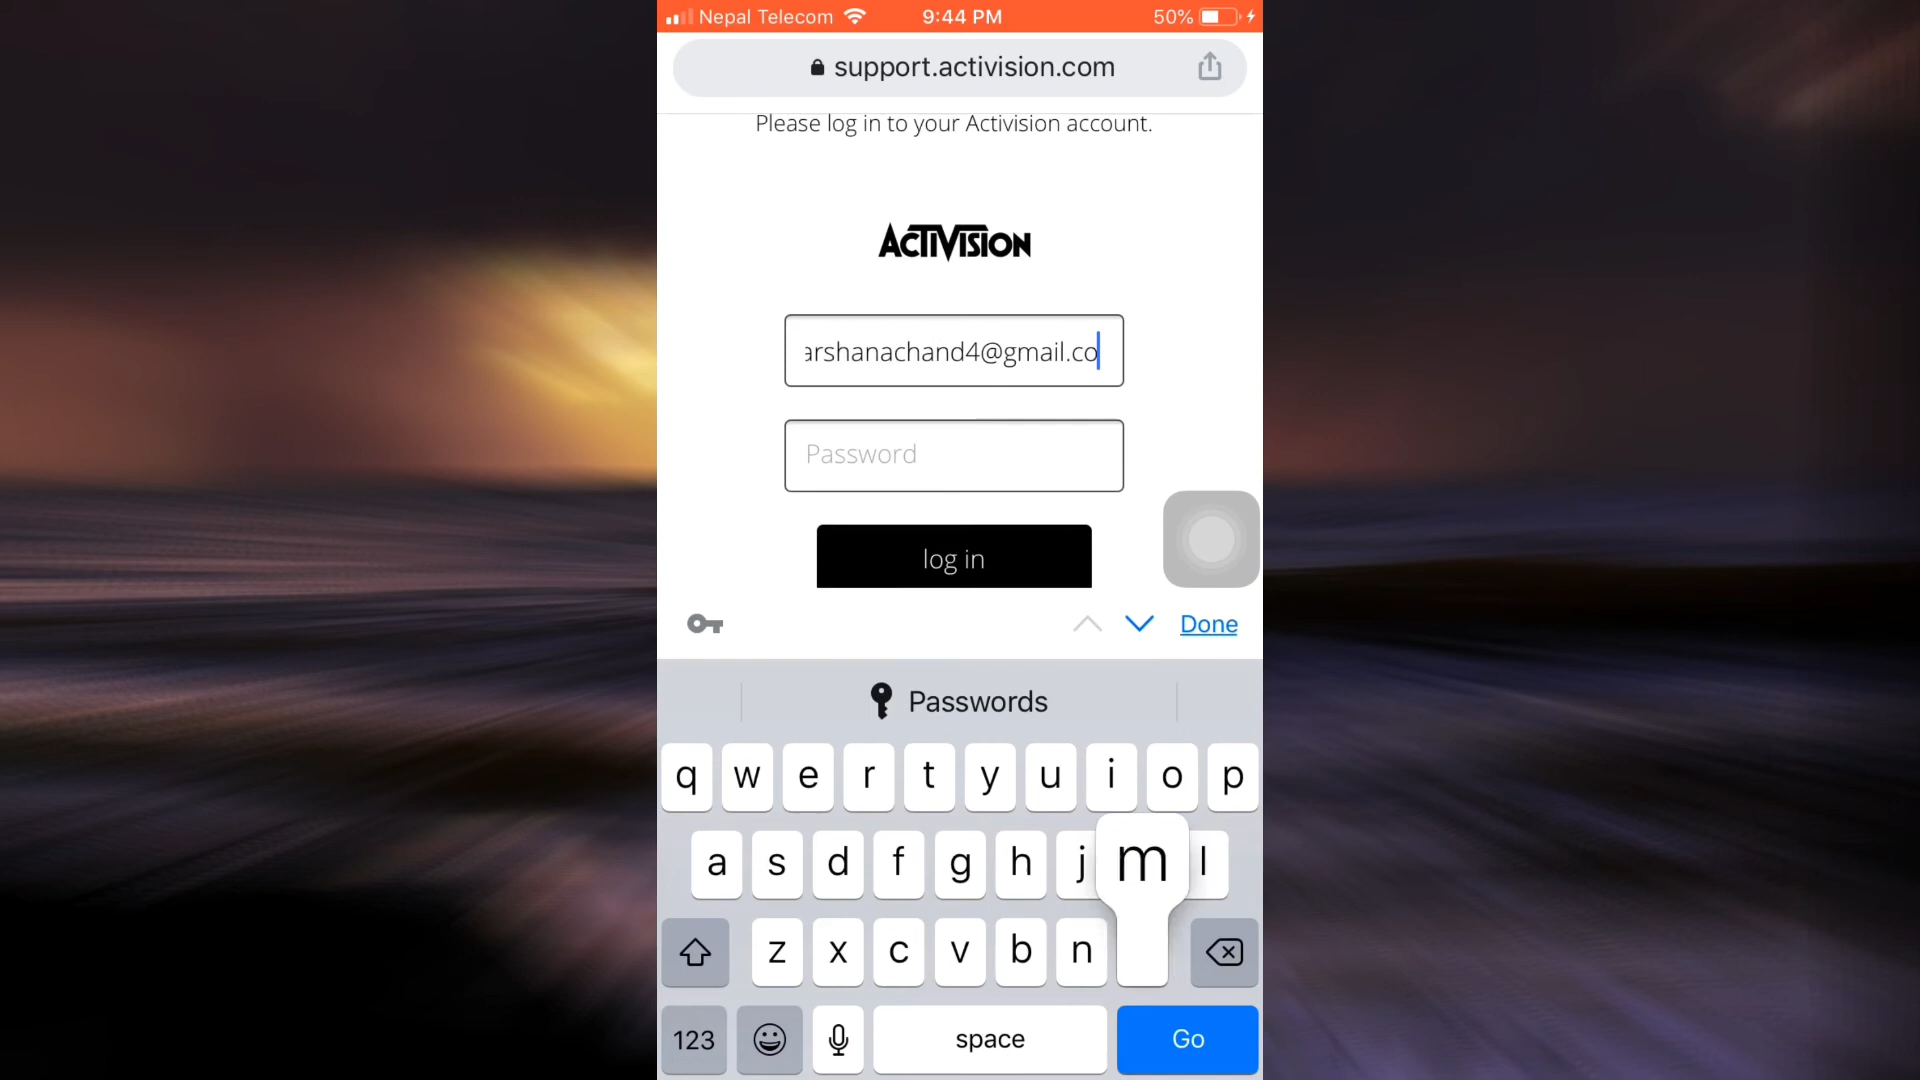 Nepal Telecom 9:44 PM 50%
support.activision.com
Please log in to your Activision account.
ACTIVISION
arshanachand4@gmail.co
Password
log in
Done
Passwords
q w e r t y u i o p
a s d f g h j m l
z x c v b n
123 space Go